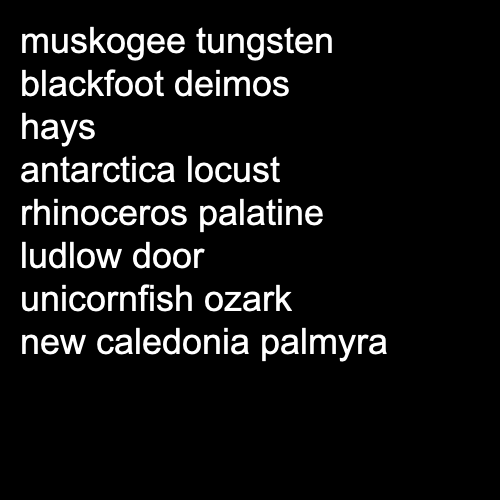 muskogee tungsten
blackfoot deimos
hays
antarctica locust
rhinoceros palatine
ludlow door
unicornfish ozark
new caledonia palmyra